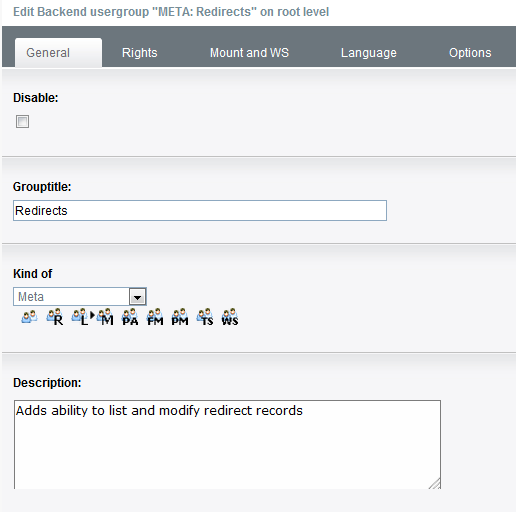 Edit Backend usergroup "META: Redirects" on root level
General Rights Mount and WS Language Options
Disable:
Grouptitle:
Redirects
Kind of
Meta
R L M PA FM PM TS WS
Description:
Adds ability to list and modify redirect records